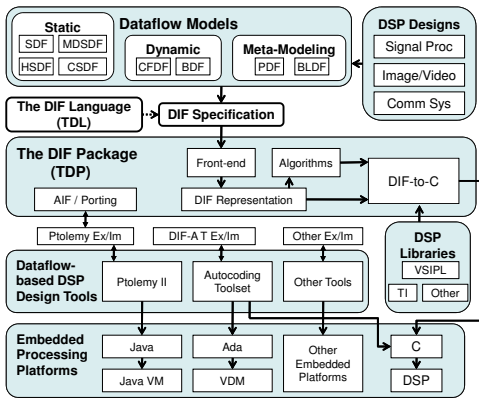 Dataflow Models
Static
SDF
MDSDF
HSDF
CSDF
Dynamic
CFDF
BDF
Meta-Modeling
PDF
BLDF
DSP Designs
Signal Proc
Image/Video
Comm Sys
The DIF Language
(TDL)
DIF Specification
The DIF Package
(TDP)
Front-end
Algorithms
DIF-to-C
AIF / Porting
DIF Representation
Ptolemy Ex/Im
DIF-A T Ex/Im
Other Ex/Im
DSP
Libraries
VSIPL
TI
Other
Dataflow-
based DSP
Design Tools
Ptolemy II
Autocoding
Toolset
Other Tools
Embedded
Processing
Platforms
Java
Java VM
Ada
VDM
Other
Embedded
Platforms
C
DSP